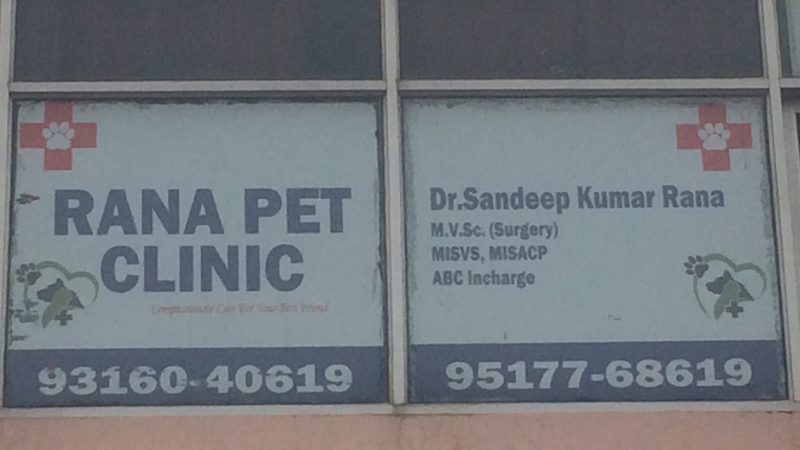 RANA PET
CLINIC
Compassionate Care For Your Best Friend
93160-40619
Dr.Sandeep Kumar Rana
M.V.Sc. (Surgery)
MISVS, MISACP
ABC Incharge
95177-68619